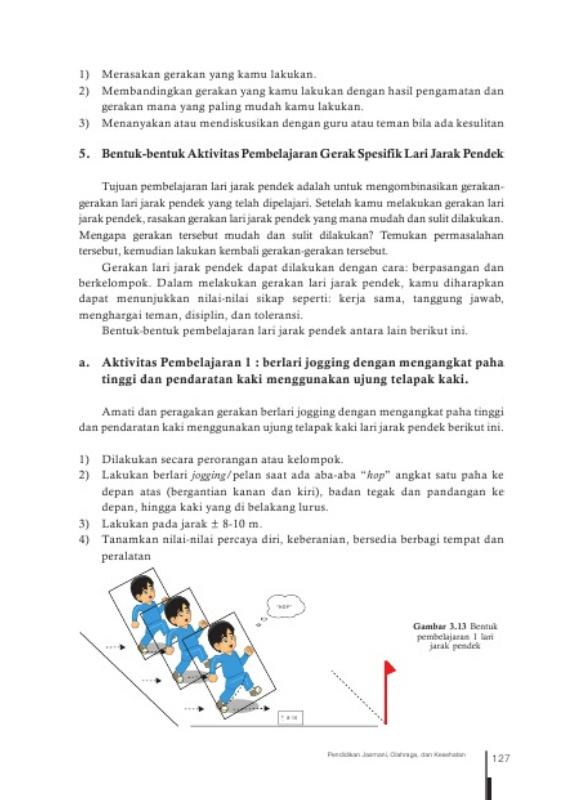 1) Merasakan gerakan yang kamu lakukan.
2) Membandingkan gerakan yang kamu lakukan dengan hasil pengamatan dan
gerakan mana yang paling mudah kamu lakukan.
3) Menanyakan atau mendiskusikan dengan guru atau teman bila ada kesulitan
5. Bentuk-bentuk Aktivitas Pembelajaran Gerak Spesifik Lari Jarak Pendek
Tujuan pembelajaran lari jarak pendek adalah untuk mengombinasikan gerakan-
gerakan lari jarak pendek yang telah dipelajari. Setelah kamu melakukan gerakan lari
jarak pendek, rasakan gerakan lari jarak pendek yang mana mudah dan sulit dilakukan.
Mengapa gerakan tersebut mudah dan sulit dilakukan? Temukan permasalahan
tersebut, kemudian lakukan kembali gerakan-gerakan tersebut.
Gerakan lari jarak pendek dapat dilakukan dengan cara: berpasangan dan
berkelompok. Dalam melakukan gerakan lari jarak pendek, kamu diharapkan
dapat menunjukkan nilai-nilai sikap seperti: kerja sama, tanggung jawab,
menghargai teman, disiplin, dan toleransi.
Bentuk-bentuk pembelajaran lari jarak pendek antara lain berikut ini.
a. Aktivitas Pembelajaran 1 : berlari jogging dengan mengangkat paha
tinggi dan pendaratan kaki menggunakan ujung telapak kaki.
Amati dan peragakan gerakan berlari jogging dengan mengangkat paha tinggi
dan pendaratan kaki menggunakan ujung telapak kaki lari jarak pendek berikut ini.
1) Dilakukan secara perorangan atau kelompok.
2) Lakukan berlari jogging/pelan saat ada aba-aba “hop” angkat satu paha ke
depan atas (bergantian kanan dan kiri), badan tegak dan pandangan ke
depan, hingga kaki yang di belakang lurus.
3) Lakukan pada jarak ± 8-10 m.
4) Tanamkan nilai-nilai percaya diri, keberanian, bersedia berbagi tempat dan
peralatan
"HOP"
± 8-10
Gambar 3.13 Bentuk
pembelajaran 1 lari
jarak pendek
Pendidikan Jasmani, Olahraga, dan Kesehatan
127